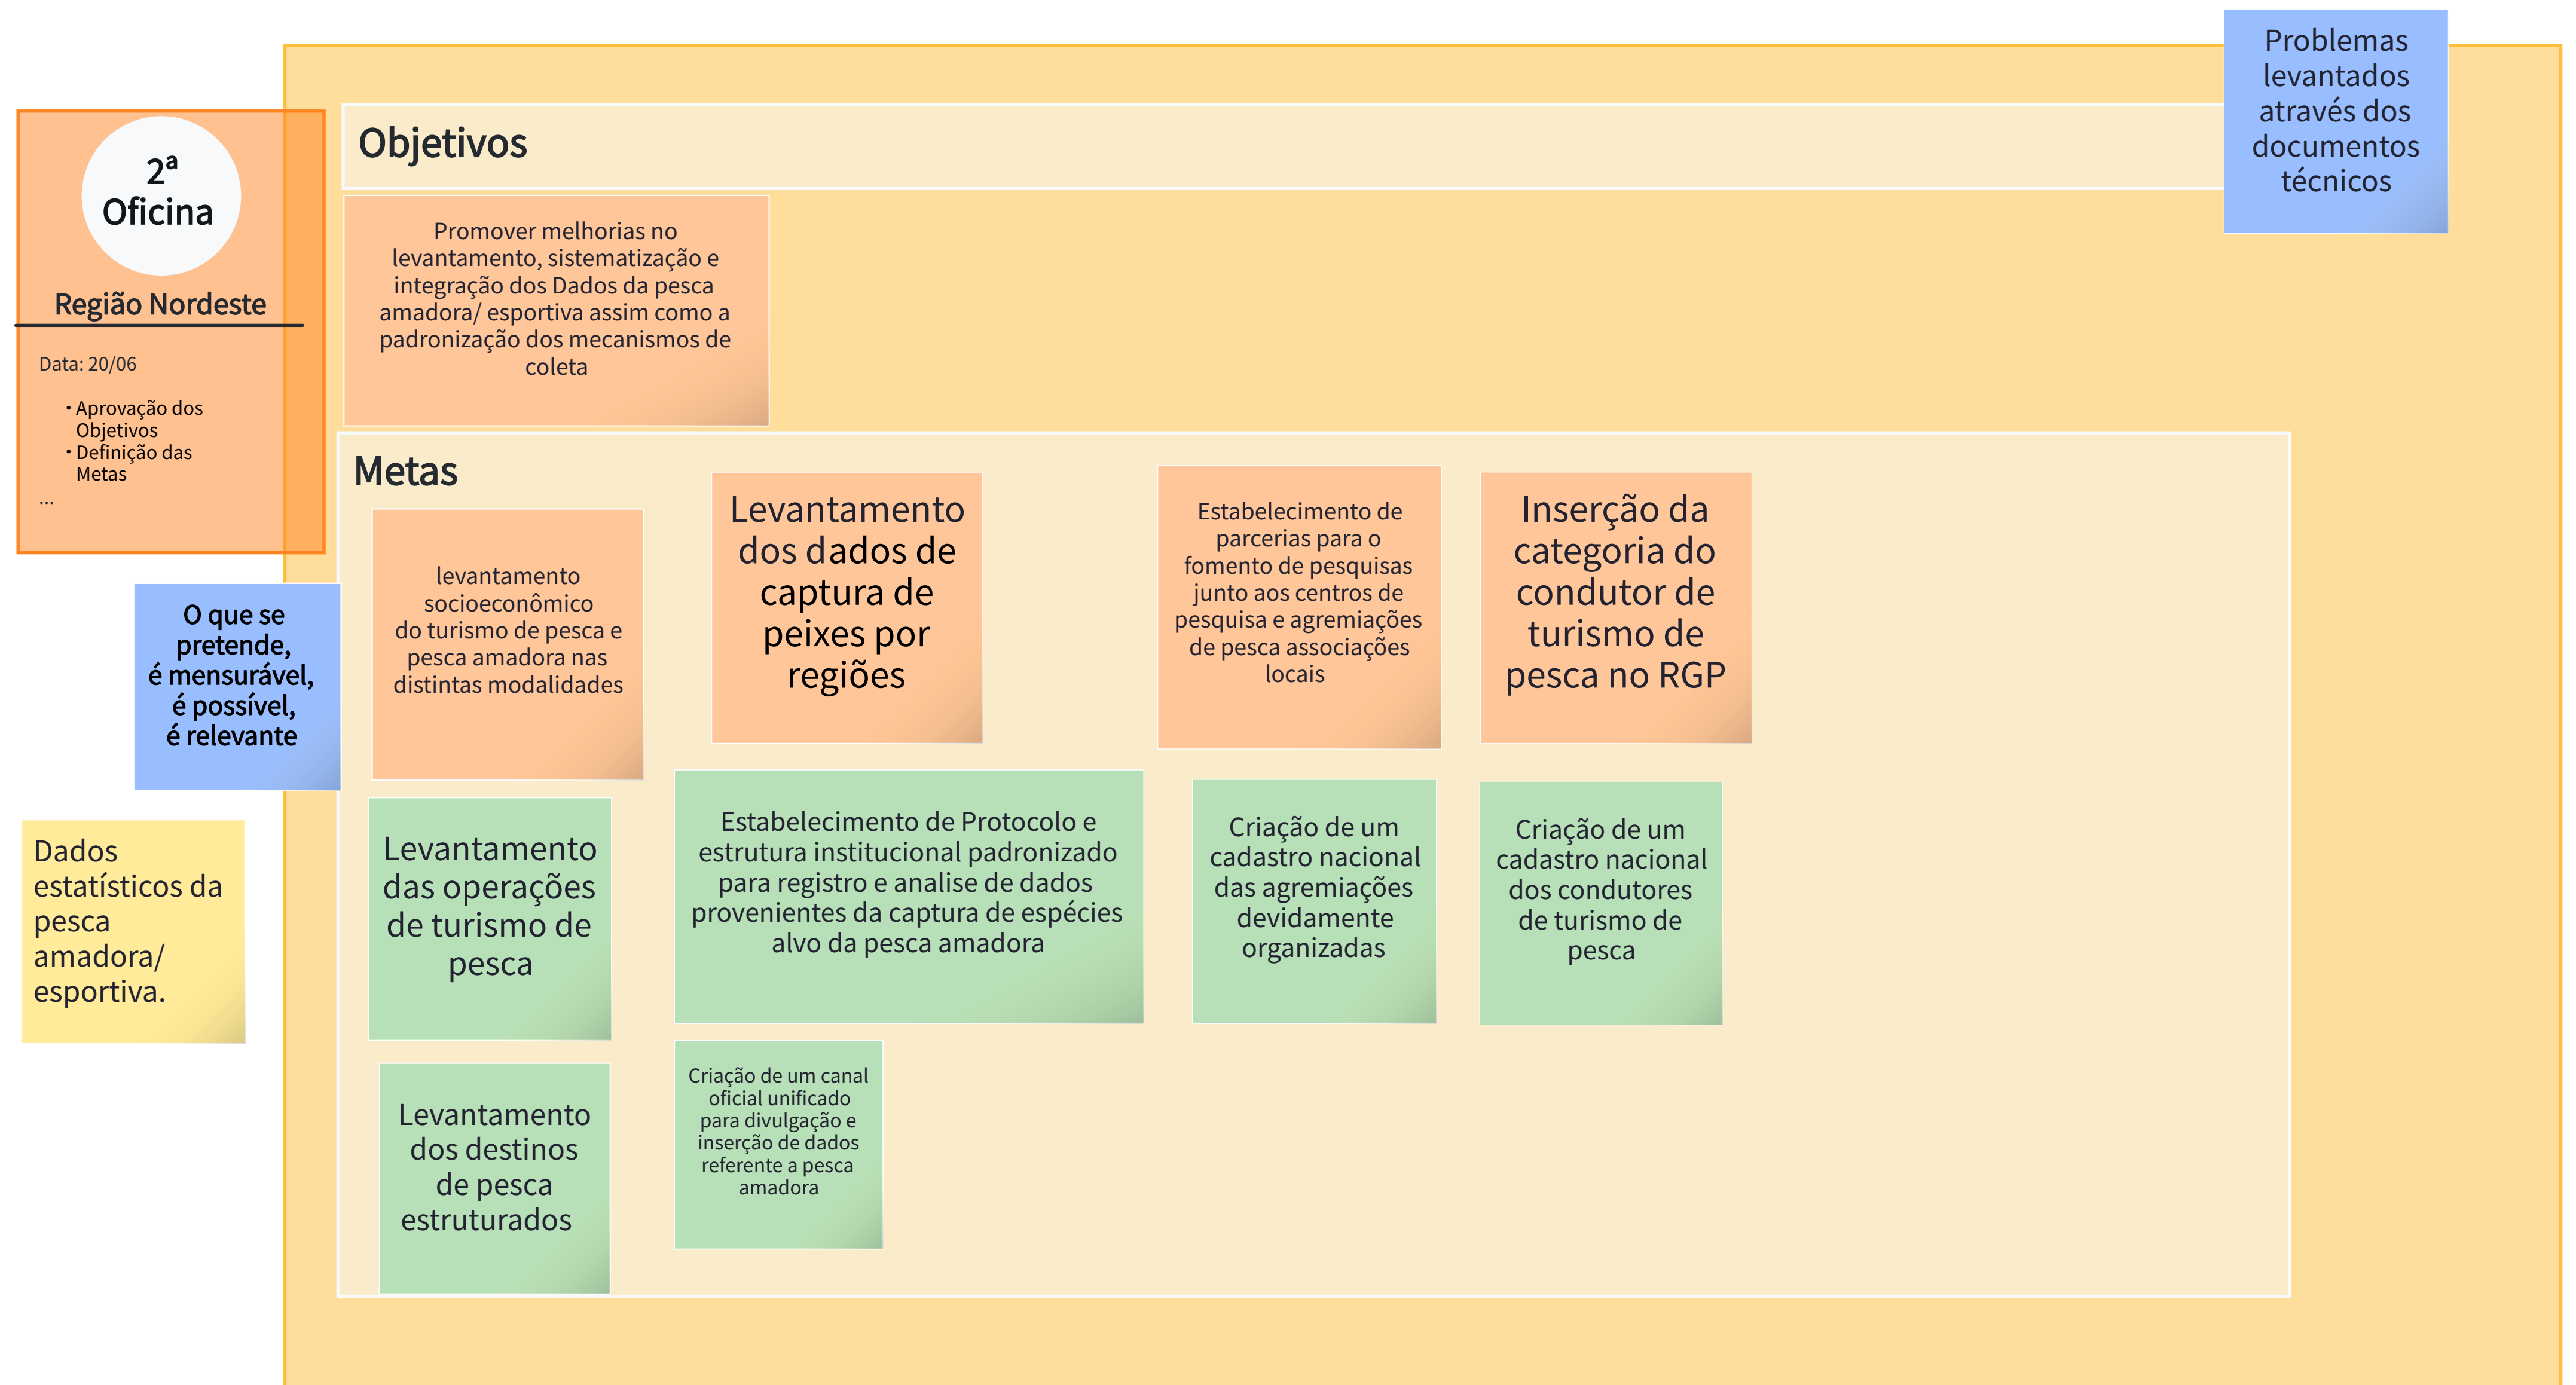 Problemas
levantados
através dos
documentos
técnicos
2ª
Oficina
Região Nordeste
Data: 20/06
• Aprovação dos
Objetivos
• Definição das
Metas
...
Objetivos
Promover melhorias no
levantamento, sistematização e
integração dos Dados da pesca
amadora/ esportiva assim como a
padronização dos mecanismos de
coleta
O que se
pretende,
é mensurável,
é possível,
é relevante
Dados
estatísticos da
pesca
amadora/
esportiva.
Metas
levantamento
socioeconômico
do turismo de pesca e
pesca amadora nas
distintas modalidades
Levantamento
dos dados de
captura de
peixes por
regiões
Estabelecimento de
parcerias para o
fomento de pesquisas
junto aos centros de
pesquisa e agremiações
de pesca associações
locais
Inserção da
categoria do
condutor de
turismo de
pesca no RGP
Levantamento
das operações
de turismo de
pesca
Estabelecimento de Protocolo e
estrutura institucional padronizado
para registro e analise de dados
provenientes da captura de espécies
alvo da pesca amadora
Criação de um
cadastro nacional
das agremiações
devidamente
organizadas
Criação de um
cadastro nacional
dos condutores
de turismo de
pesca
Levantamento
dos destinos
de pesca
estruturados
Criação de um canal
oficial unificado
para divulgação e
inserção de dados
referente a pesca
amadora